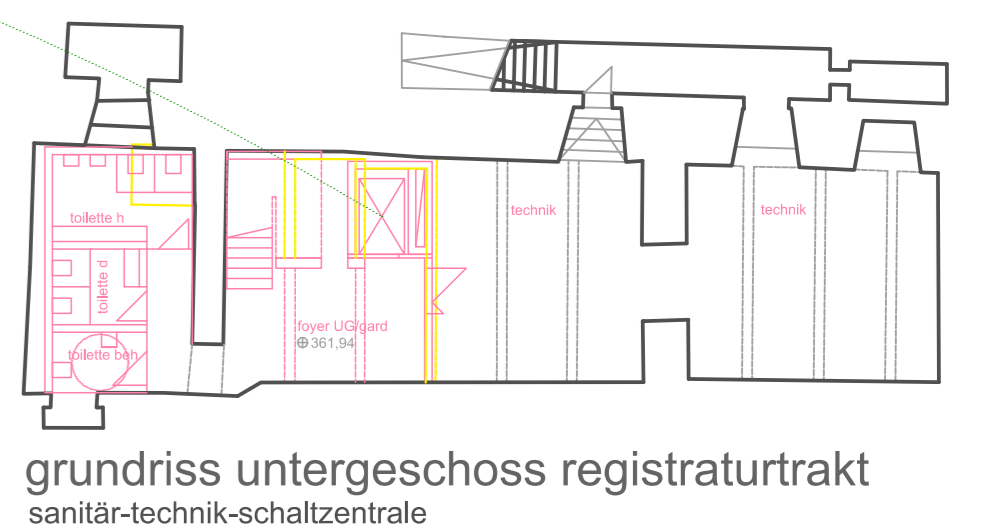 toilette h
toilette d
toilette beh
foyer UG/gard
361,94
technik
technik
grundriss untergeschoss registraturtrakt
sanitär-technik-schaltzentrale